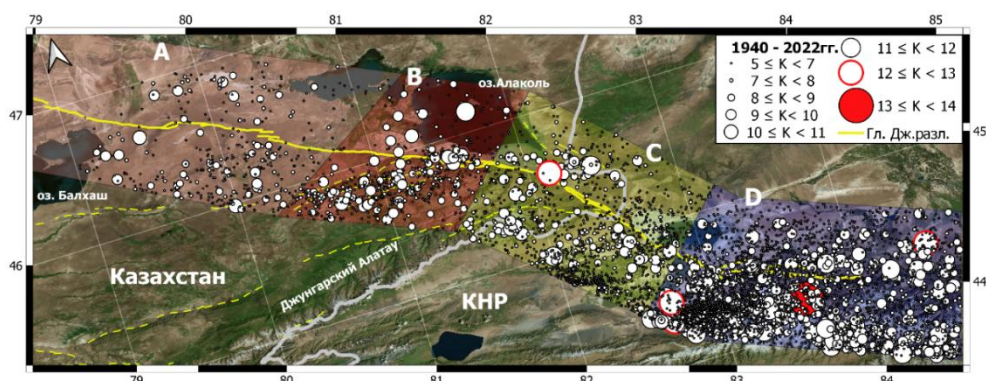 79 80 81 82 83 84 85
A
B
оз.Алаколь
C
D
47
46
45
44
1940 - 2022гг.
5 ≤ K < 7
7 ≤ K < 8
8 ≤ K < 9
9 ≤ K< 10
10 ≤ K < 11
11 ≤ K < 12
12 ≤ K < 13
13 ≤ K < 14
Гл. Дж.разл.
оз. Балхаш
Казахстан
Джунгарский Алатау
КНР
79 80 81 82 83 84